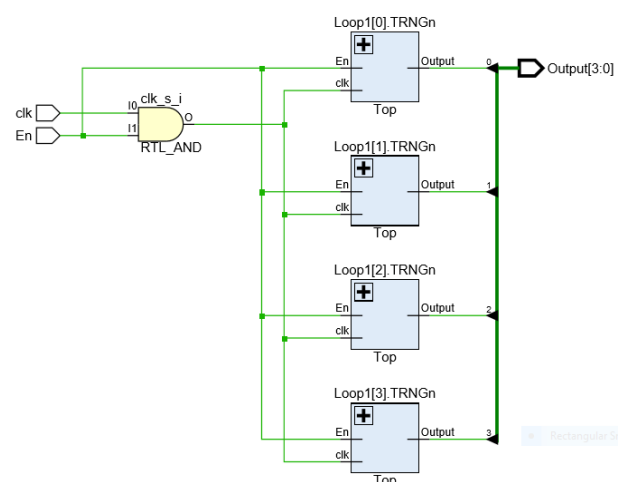 Loop1[0].TRNGn
En
Output
0
Output[3:0]
clk
Top
clk
I0
clk_s_i
O
En
I1
RTL_AND
Loop1[1].TRNGn
En
Output
1
clk
Top
Loop1[2].TRNGn
En
Output
2
clk
Top
Loop1[3].TRNGn
En
Output
3
Rectangular S
clk
Top